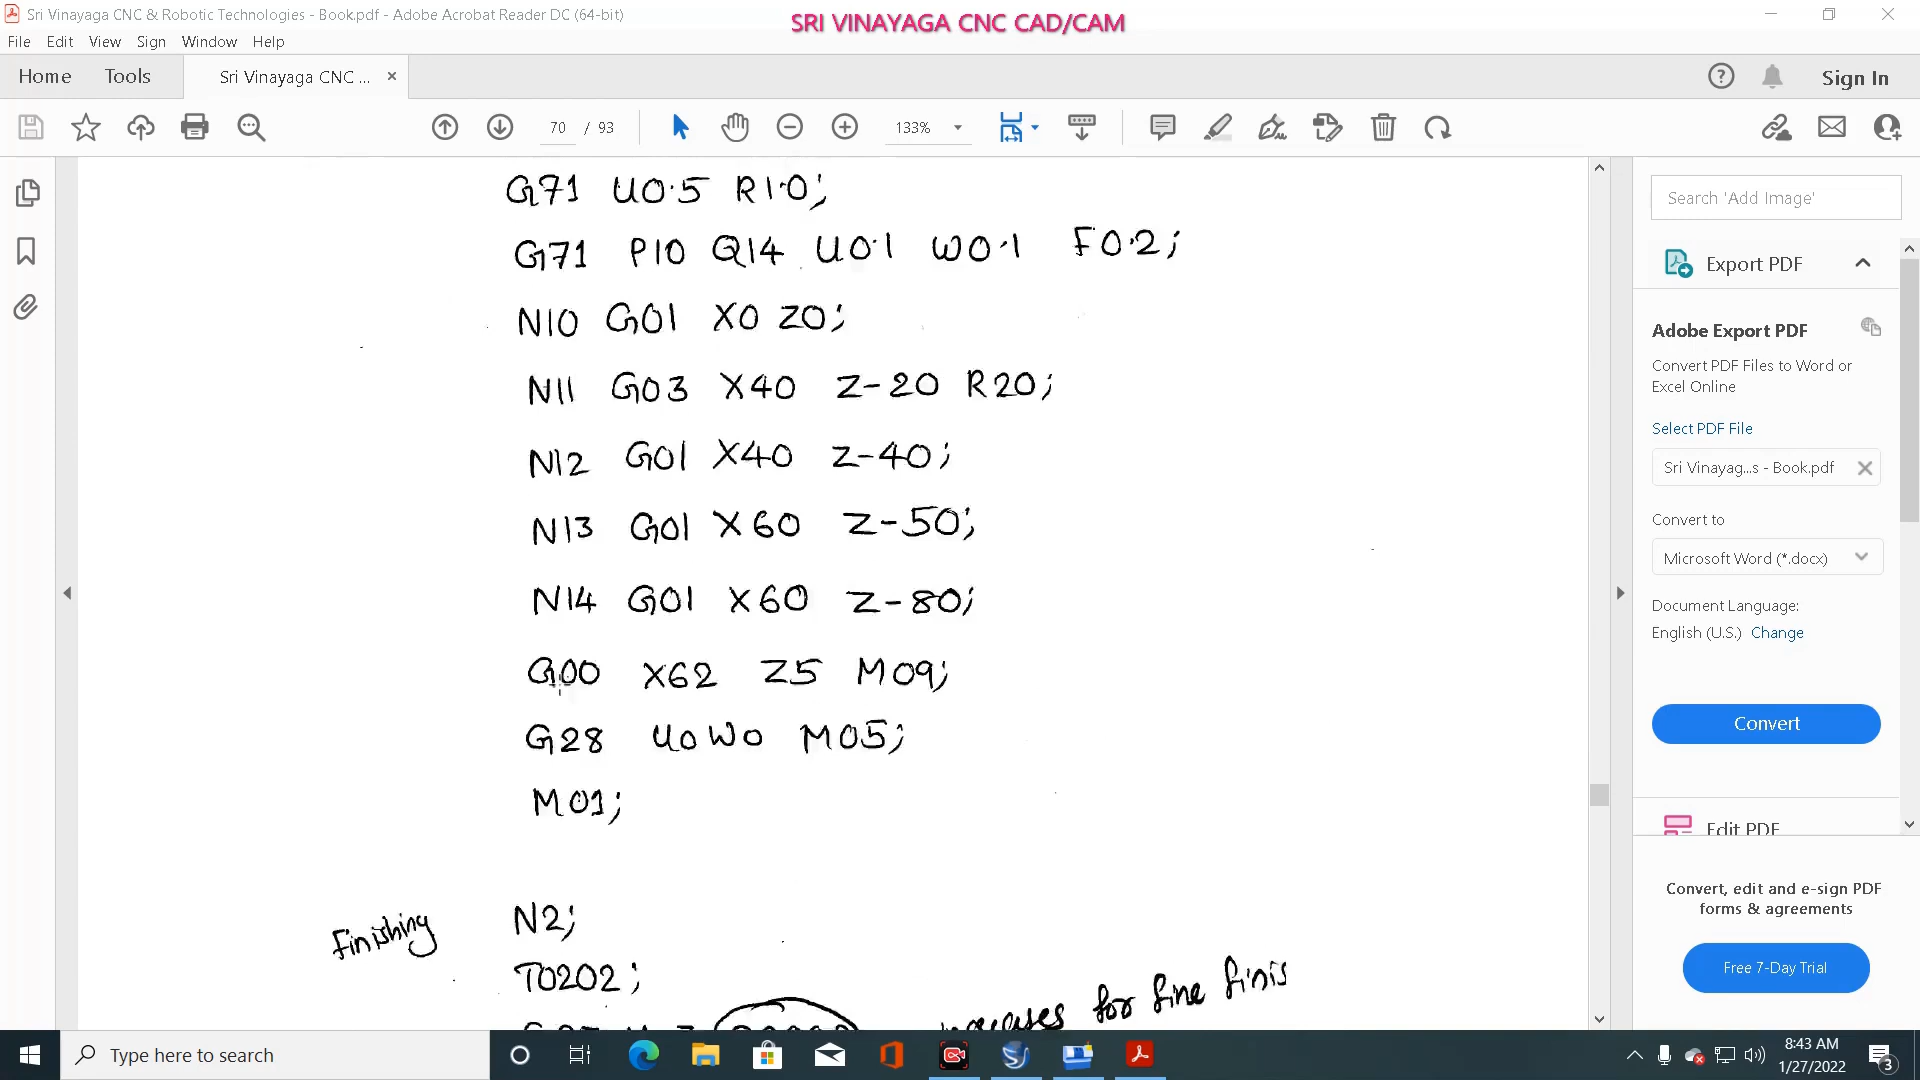 Sri Vinayaga CNC & Robotic Technologies - Book.pdf - Adobe Acrobat Reader DC (64-bit)
SRI VINAYAGA CNC CAD/CAM
File Edit View Sign Window Help
Home Tools Sri Vinayaga CNC ... × Sign In
70 / 93 133%
G71 U0.5 R1.0;
G71 P10 Q14 U0.1 W0.1 F0.2;
N10 G01 X0 Z0;
N11 G03 X40 Z-20 R20;
N12 G01 X40 Z-40;
N13 G01 X60 Z-50;
N14 G01 X60 Z-80;
G00 X62 Z5 M09;
G28 U0 W0 M05;
M01;
Finishing N2;
T0202;
for fine finis
Search 'Add Image'
Export PDF
Adobe Export PDF
Convert PDF Files to Word or
Excel Online
Select PDF File
Sri Vinayag...s - Book.pdf
Convert to
Microsoft Word (*.docx)
Document Language:
English (U.S.) Change
Convert
Edit PDF
Convert, edit and e-sign PDF
forms & agreements
Free 7-Day Trial
Type here to search
8:43 AM
1/27/2022
3